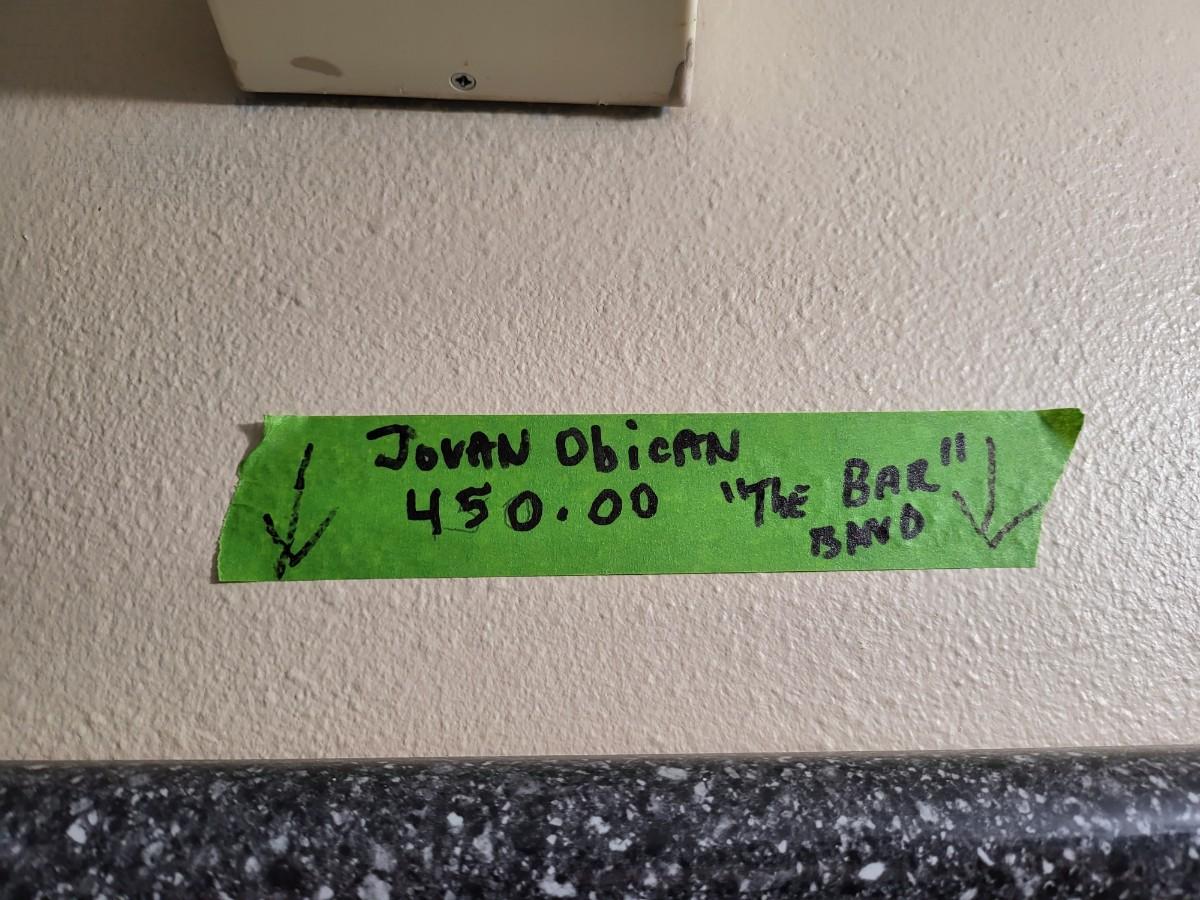 Jovan Obican
450.00 "The Bar"
Band